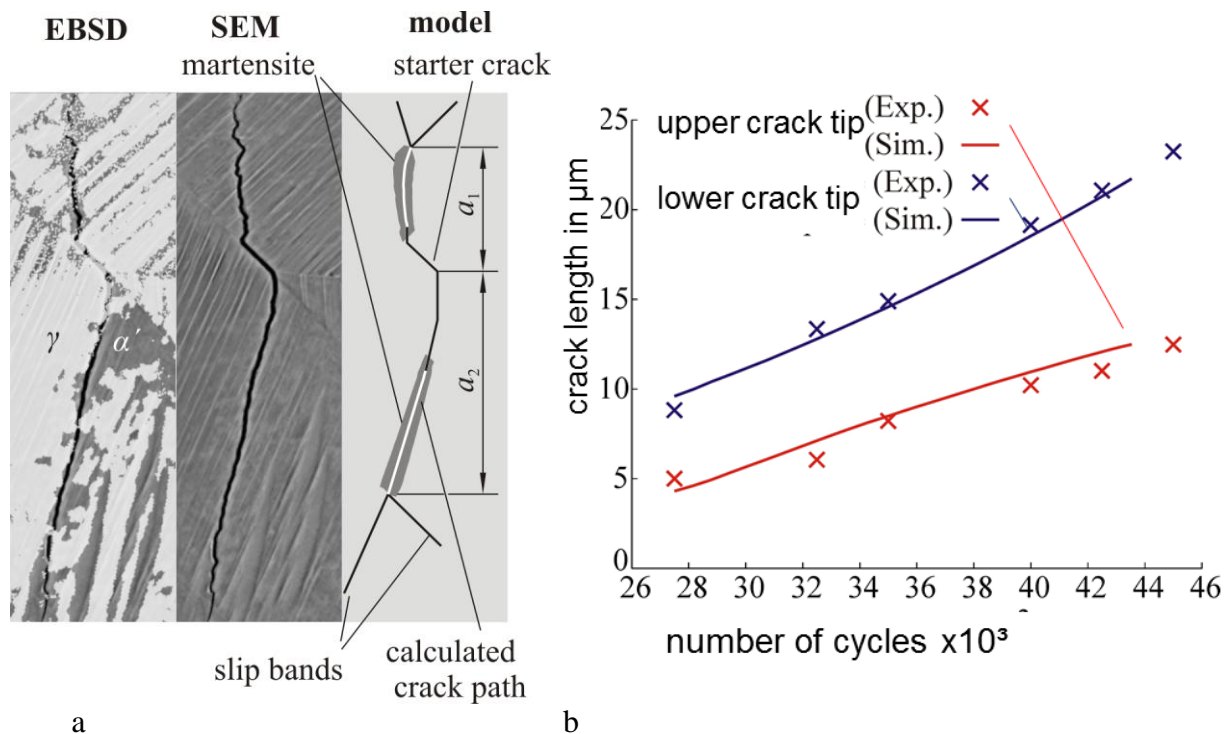 EBSD SEM model
martensite starter crack
γ α′
a₁
a₂
slip bands calculated
crack path
a
25
20
15
10
5
0
crack length in µm
upper crack tip (Exp.)
(Sim.)
lower crack tip (Exp.)
(Sim.)
26 28 30 32 34 36 38 40 42 44 46
number of cycles x10³
b